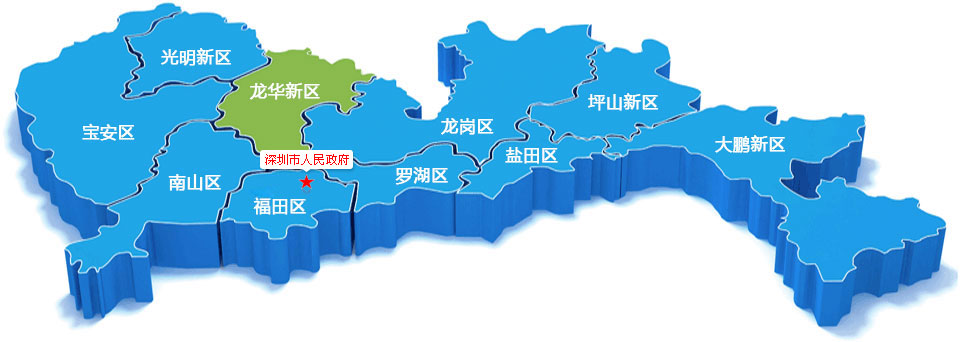 光明新区
龙华新区
坪山新区
宝安区
龙岗区
大鹏新区
盐田区
深圳市人民政府
罗湖区
南山区
福田区